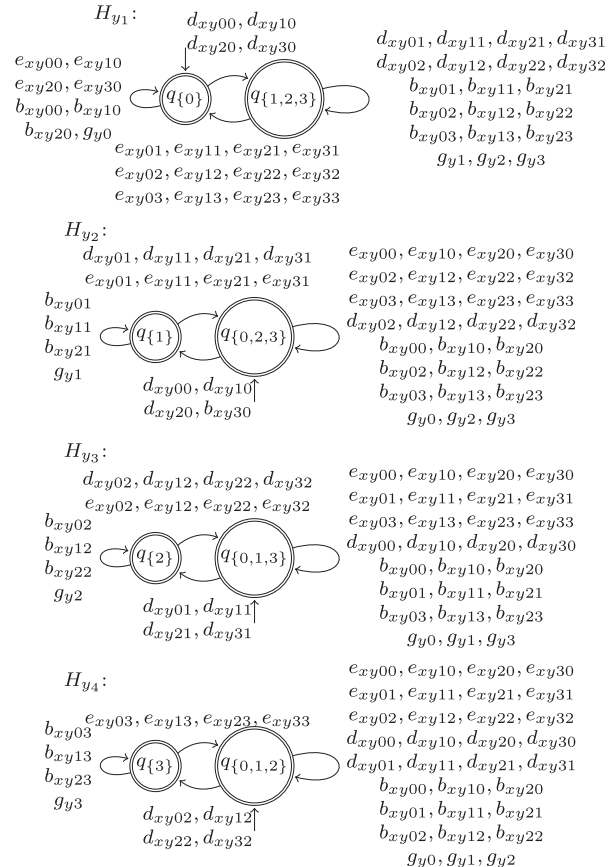 H_{y_1}:
d_{xy00}, d_{xy10}
d_{xy20}, d_{xy30}
e_{xy00}, e_{xy10}
e_{xy20}, e_{xy30}
b_{xy00}, b_{xy10}
b_{xy20}, g_{y0}
q_{\{0\}}
q_{\{1,2,3\}}
e_{xy01}, e_{xy11}, e_{xy21}, e_{xy31}
e_{xy02}, e_{xy12}, e_{xy22}, e_{xy32}
e_{xy03}, e_{xy13}, e_{xy23}, e_{xy33}
d_{xy01}, d_{xy11}, d_{xy21}, d_{xy31}
d_{xy02}, d_{xy12}, d_{xy22}, d_{xy32}
b_{xy01}, b_{xy11}, b_{xy21}
b_{xy02}, b_{xy12}, b_{xy22}
b_{xy03}, b_{xy13}, b_{xy23}
g_{y1}, g_{y2}, g_{y3}
H_{y_2}:
d_{xy01}, d_{xy11}, d_{xy21}, d_{xy31}
e_{xy01}, e_{xy11}, e_{xy21}, e_{xy31}
b_{xy01}
b_{xy11}
b_{xy21}
g_{y1}
q_{\{1\}}
q_{\{0,2,3\}}
d_{xy00}, d_{xy10}
d_{xy20}, b_{xy30}
e_{xy00}, e_{xy10}, e_{xy20}, e_{xy30}
e_{xy02}, e_{xy12}, e_{xy22}, e_{xy32}
e_{xy03}, e_{xy13}, e_{xy23}, e_{xy33}
d_{xy02}, d_{xy12}, d_{xy22}, d_{xy32}
b_{xy00}, b_{xy10}, b_{xy20}
b_{xy02}, b_{xy12}, b_{xy22}
b_{xy03}, b_{xy13}, b_{xy23}
g_{y0}, g_{y2}, g_{y3}
H_{y_3}:
d_{xy02}, d_{xy12}, d_{xy22}, d_{xy32}
e_{xy02}, e_{xy12}, e_{xy22}, e_{xy32}
b_{xy02}
b_{xy12}
b_{xy22}
g_{y2}
q_{\{2\}}
q_{\{0,1,3\}}
d_{xy01}, d_{xy11}
d_{xy21}, d_{xy31}
e_{xy00}, e_{xy10}, e_{xy20}, e_{xy30}
e_{xy01}, e_{xy11}, e_{xy21}, e_{xy31}
e_{xy03}, e_{xy13}, e_{xy23}, e_{xy33}
d_{xy00}, d_{xy10}, d_{xy20}, d_{xy30}
b_{xy00}, b_{xy10}, b_{xy20}
b_{xy01}, b_{xy11}, b_{xy21}
b_{xy03}, b_{xy13}, b_{xy23}
g_{y0}, g_{y1}, g_{y3}
H_{y_4}:
e_{xy03}, e_{xy13}, e_{xy23}, e_{xy33}
b_{xy03}
b_{xy13}
b_{xy23}
g_{y3}
q_{\{3\}}
q_{\{0,1,2\}}
d_{xy02}, d_{xy12}
d_{xy22}, d_{xy32}
e_{xy00}, e_{xy10}, e_{xy20}, e_{xy30}
e_{xy01}, e_{xy11}, e_{xy21}, e_{xy31}
e_{xy02}, e_{xy12}, e_{xy22}, e_{xy32}
d_{xy00}, d_{xy10}, d_{xy20}, d_{xy30}
d_{xy01}, d_{xy11}, d_{xy21}, d_{xy31}
b_{xy00}, b_{xy10}, b_{xy20}
b_{xy01}, b_{xy11}, b_{xy21}
b_{xy02}, b_{xy12}, b_{xy22}
g_{y0}, g_{y1}, g_{y2}